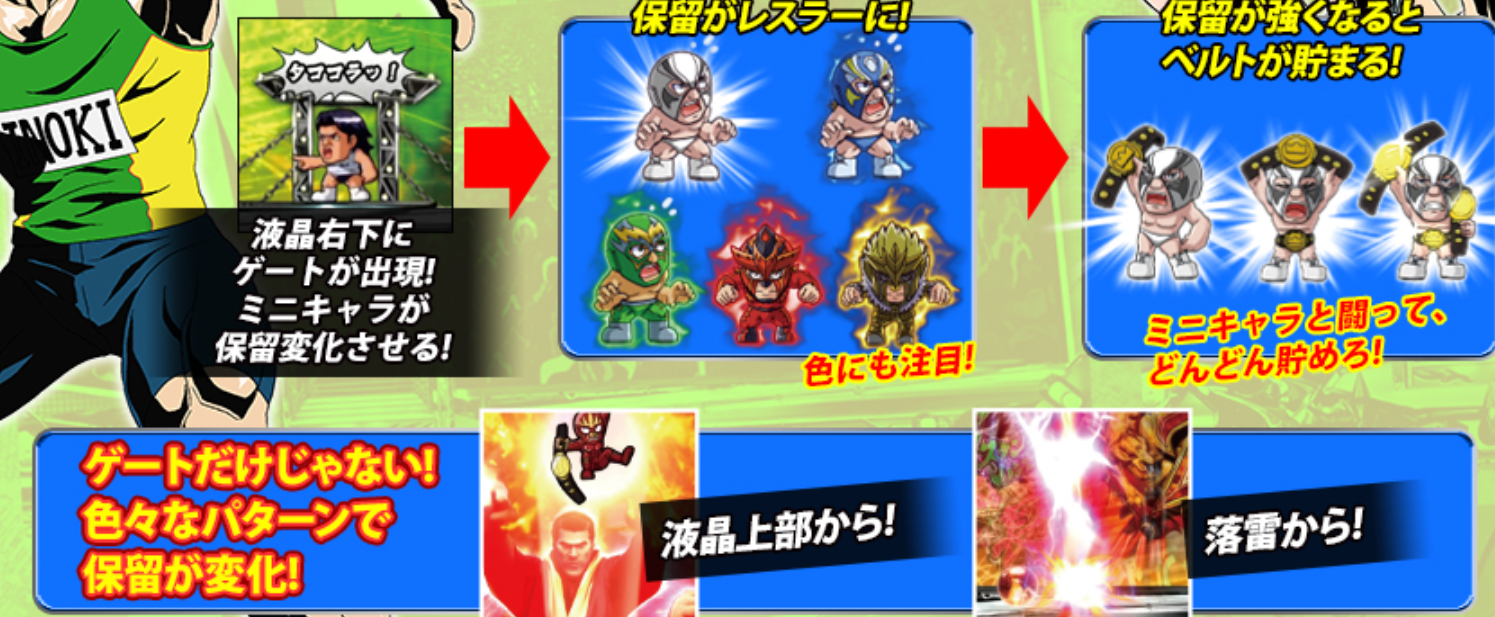 保留がレスラーに!
保留が強くなると
ベルトが貯まる!
タココラッ!
INOKI
液晶右下に
ゲートが出現!
ミニキャラが
保留変化させる!
色にも注目!
ミニキャラと闘って、
どんどん貯めろ!
ゲートだけじゃない!
色々なパターンで
保留が変化!
液晶上部から!
落雷から!